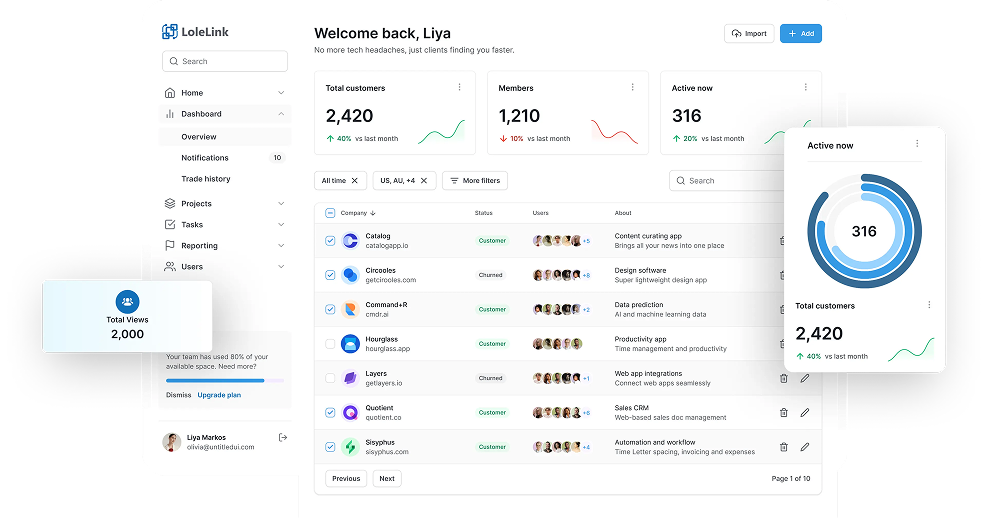 LoleLink
Search
Home
Dashboard
Overview
Notifications 10
Trade history
Projects
Tasks
Reporting
Users
Total Views
2,000
Your team has used 80% of your
available space. Need more?
Dismiss Upgrade plan
Liya Markos
olivia@untitledui.com
Welcome back, Liya
No more tech headaches, just clients finding you faster.
Import
Add
Total customers
2,420
40% vs last month
Members
1,210
10% vs last month
Active now
316
20% vs last month
All time
US, AU, +4
More filters
Search
Company Status Users About
Catalog
catalogapp.io
Customer
+5
Content curating app
Brings all your news into one place
Circooles
getcirooles.com
Churned
+8
Design software
Super lightweight design app
Command+R
cmdr.ai
Customer
+2
Data prediction
AI and machine learning data
Hourglass
hourglass.app
Customer
Productivity app
Time management and productivity
Layers
getlayers.io
Churned
+1
Web app integrations
Connect web apps seamlessly
Quotient
quotient.co
Customer
+8
Sales CRM
Web-based sales doc management
Sisyphus
sisyphus.com
Customer
+4
Automation and workflow
Time Letter spacing, invoicing and expenses
Previous
Next
Page 1 of 10
Active now
316
Total customers
2,420
40% vs last month